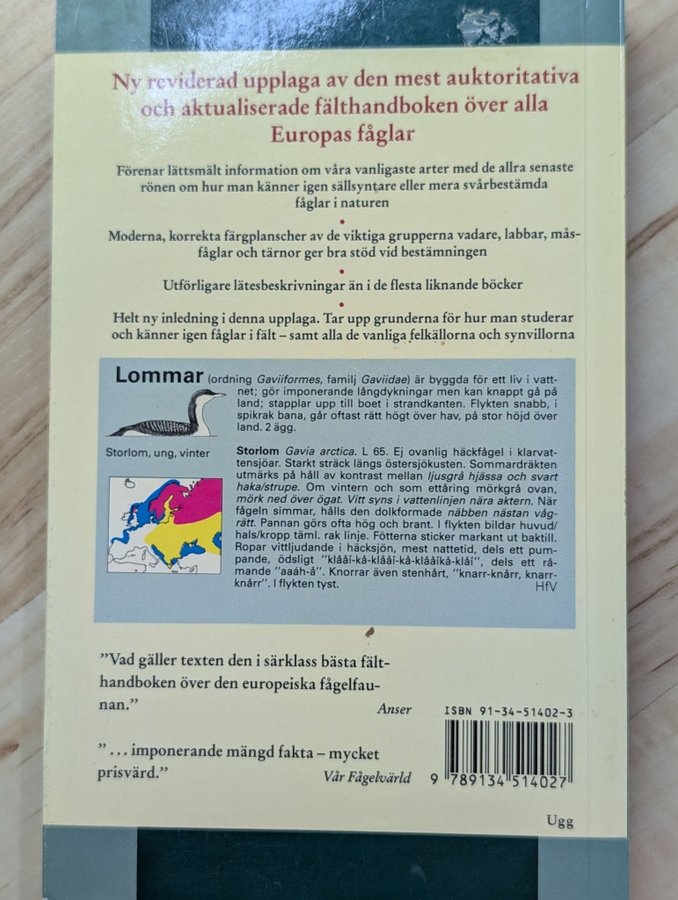 Ny reviderad upplaga av den mest auktoritativa
och aktualiserade fälthandboken över alla
Europas fåglar
Förenar lättsmält information om våra vanligaste arter med de allra senaste
rönen om hur man känner igen sällsyntare eller mera svårbestämda
fåglar i naturen
•
Moderna, korrekta färgplanscher av de viktiga grupperna vadare, labbar, mås-
fåglar och tärnor ger bra stöd vid bestämningen
•
Utförligare lätesbeskrivningar än i de flesta liknande böcker
•
Helt ny inledning i denna upplaga. Tar upp grunderna för hur man studerar
och känner igen fåglar i fält – samt alla de vanliga felkällorna och synvillorna
Lommar (ordning Gaviiformes, familj Gaviidae) är byggda för ett liv i vatt-
net; gör imponerande långdykningar men kan knappt gå på
land; stapplar upp till boet i strandkanten. Flykten snabb, i
spikrak bana, går oftast rätt högt över hav, på stor höjd över
land. 2 ägg.
Storlom, ung, vinter
Storlom Gavia arctica. L 65. Ej ovanlig häckfågel i klarvat-
tensjöar. Starkt sträck längs östersjökusten. Sommardräkten
utmärks på håll av kontrast mellan ljusgrå hjässa och svart
haka/strupe. Om vintern och som ettåring mörkgrå ovan,
mörk ned över ögat. Vitt syns i vattenlinjen nära aktern. När
fågeln simmar, hålls den dolkformade näbben nästan våg-
rätt. Pannan görs ofta hög och brant. I flykten bildar huvud/
hals/kropp täml. rak linje. Fötterna sticker markant ut baktill.
Ropar vittljudande i häcksjön, mest nattetid, dels ett pum-
pande, ödsligt "klååí-kå-klååí-kå-klååíkå-klåí", dels ett rå-
mande "aaáh-å". Knorrar även stenhårt, "knarr-knårr, knarr-
knårr". I flykten tyst.
HfV
”Vad gäller texten den i särklass bästa fält-
handboken över den europeiska fågelfau-
nan.”
Anser
” … imponerande mängd fakta – mycket
prisvärd.”
Vår Fågelvärld
ISBN 91-34-51402-3
9 789134 514027
Ugg